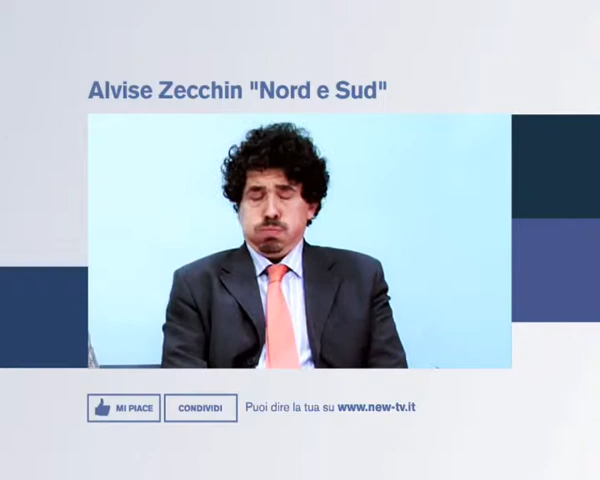 Alvise Zecchin "Nord e Sud"
MI PIACE CONDIVIDI Puoi dire la tua su www.new-tv.it